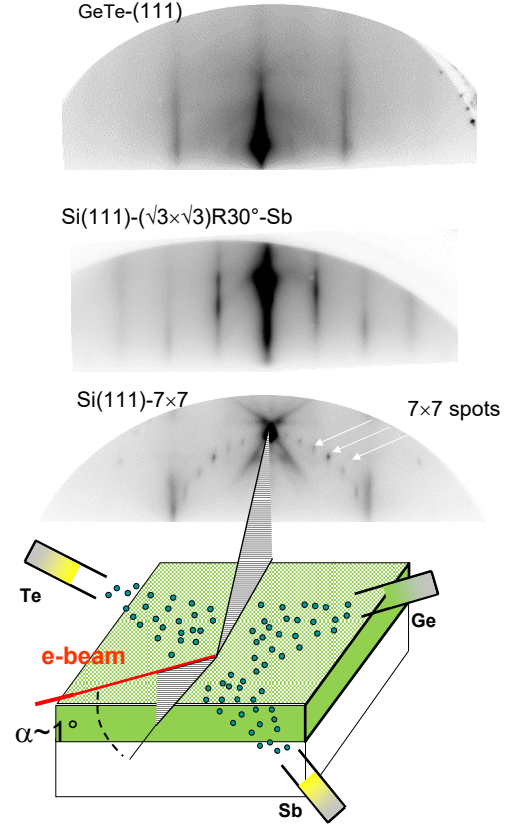 GeTe-(111)
Si(111)-(√3×√3)R30°-Sb
Si(111)-7×7
7×7 spots
Te
Ge
e-beam
α~1°
Sb